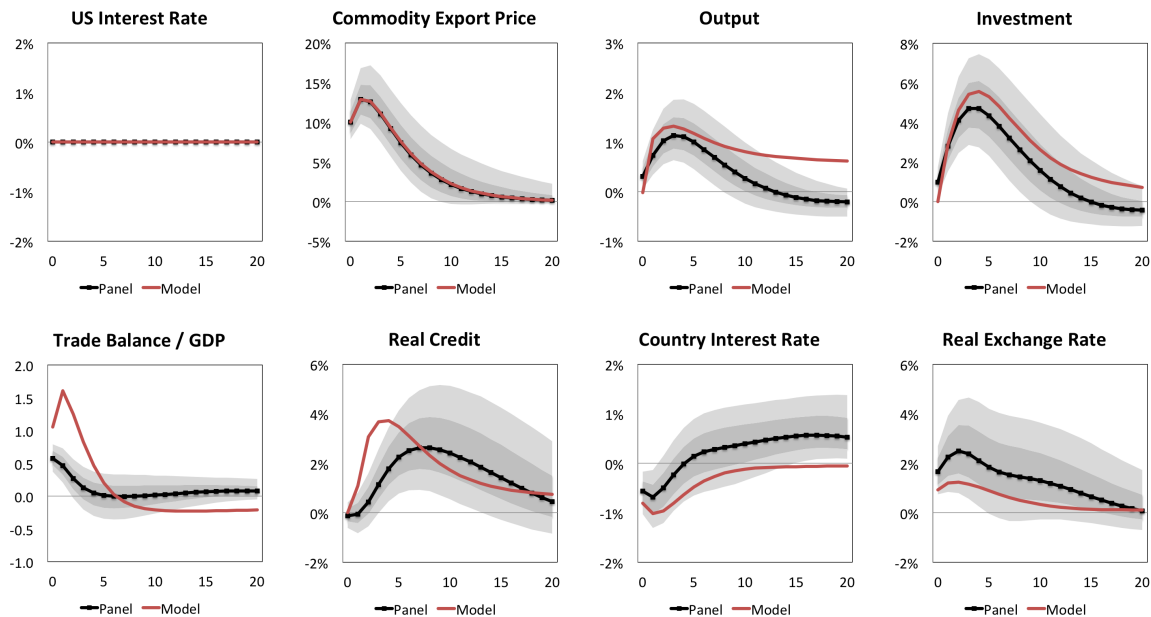 US Interest Rate
2%
1%
0%
-1%
-2%
0 5 10 15 20
Panel Model
Commodity Export Price
20%
15%
10%
5%
0%
-5%
0 5 10 15 20
Panel Model
Output
3%
2%
1%
0%
-1%
0 5 10 15 20
Panel Model
Investment
8%
6%
4%
2%
0%
-2%
0 5 10 15 20
Panel Model
Trade Balance / GDP
2.0
1.5
1.0
0.5
0.0
-0.5
-1.0
0 5 10 15 20
Panel Model
Real Credit
6%
4%
2%
0%
-2%
0 5 10 15 20
Panel Model
Country Interest Rate
2%
1%
0%
-1%
-2%
0 5 10 15 20
Panel Model
Real Exchange Rate
6%
4%
2%
0%
-2%
0 5 10 15 20
Panel Model